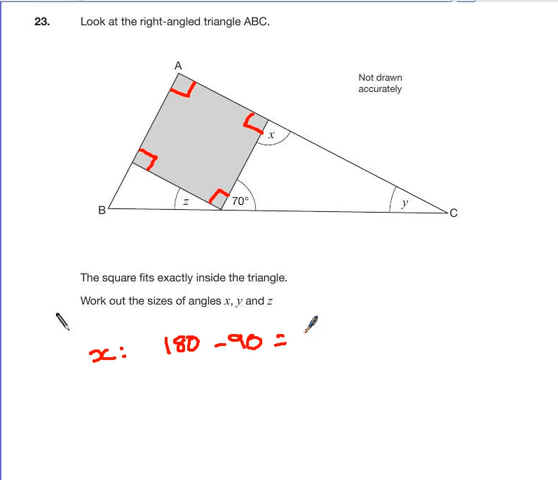 23. Look at the right-angled triangle ABC.
A
Not drawn
accurately
x
z 70° y
B C
The square fits exactly inside the triangle.
Work out the sizes of angles x, y and z
x: 180 - 90 =